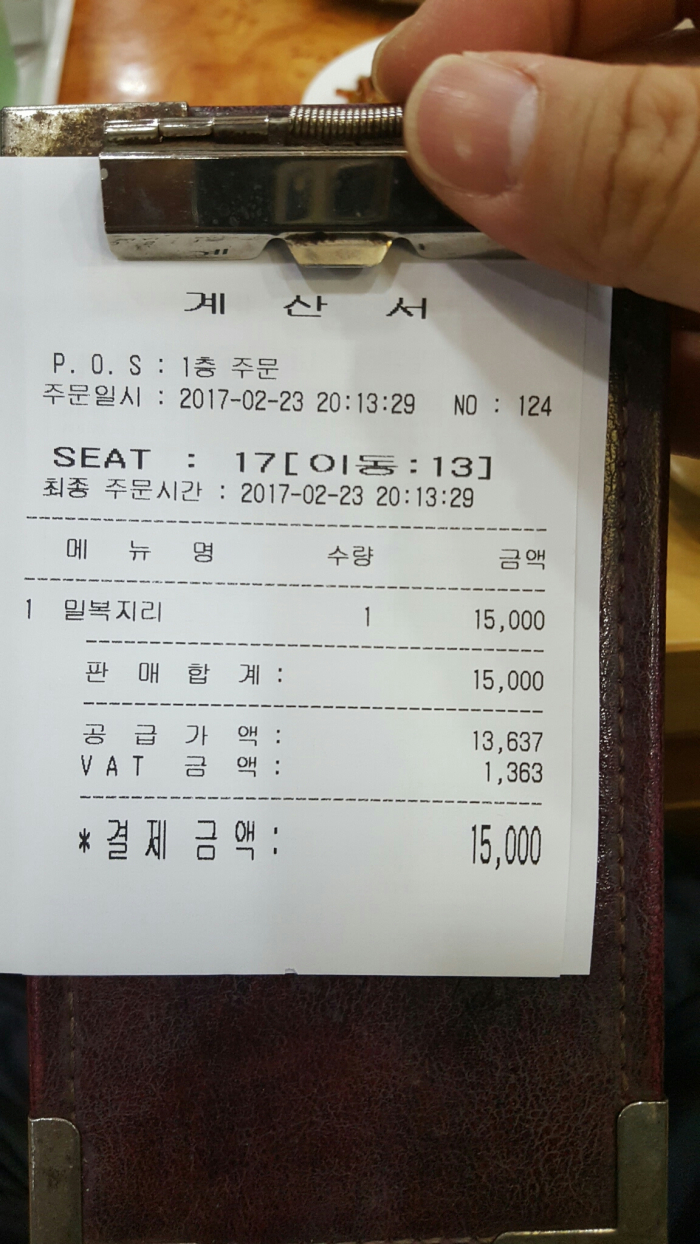 계 산 서
P.O.S : 1층 주문
주문일시 : 2017-02-23 20:13:29 NO : 124
SEAT : 17[이동:13]
최종 주문시간 : 2017-02-23 20:13:29
메 뉴 명 수량 금액
1 밀복지리 1 15,000
판 매 합 계 : 15,000
공 급 가 액 : 13,637
V A T 금 액 : 1,363
*결 제 금 액 : 15,000